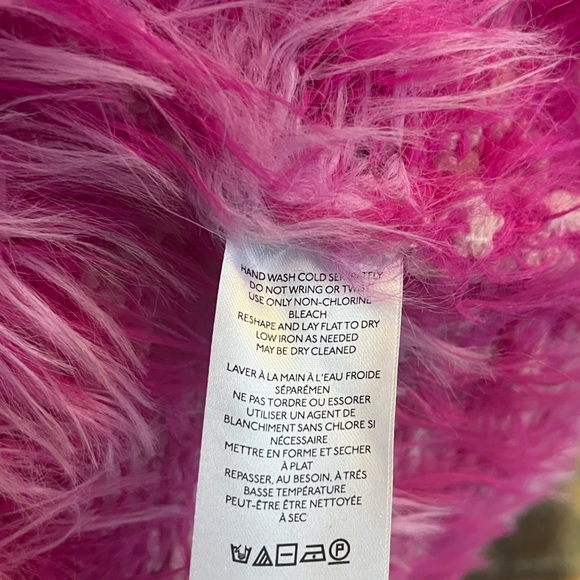 HAND WASH COLD SEPARATELY
DO NOT WRING OR TWIST
USE ONLY NON-CHLORINE
BLEACH
RESHAPE AND LAY FLAT TO DRY
LOW IRON AS NEEDED
MAY BE DRY CLEANED
LAVER À LA MAIN À L'EAU FROIDE
SÉPARÉMEN
NE PAS TORDRE OU ESSORER
UTILISER UN AGENT DE
BLANCHIMENT SANS CHLORE SI
NÉCESSAIRE
METTRE EN FORME ET SECHER
À PLAT
REPASSER, AU BESOIN, À TRÉS
BASSE TEMPÉRATURE
PEUT-ÊTRE ÊTRE NETTOYÉE
À SEC
P